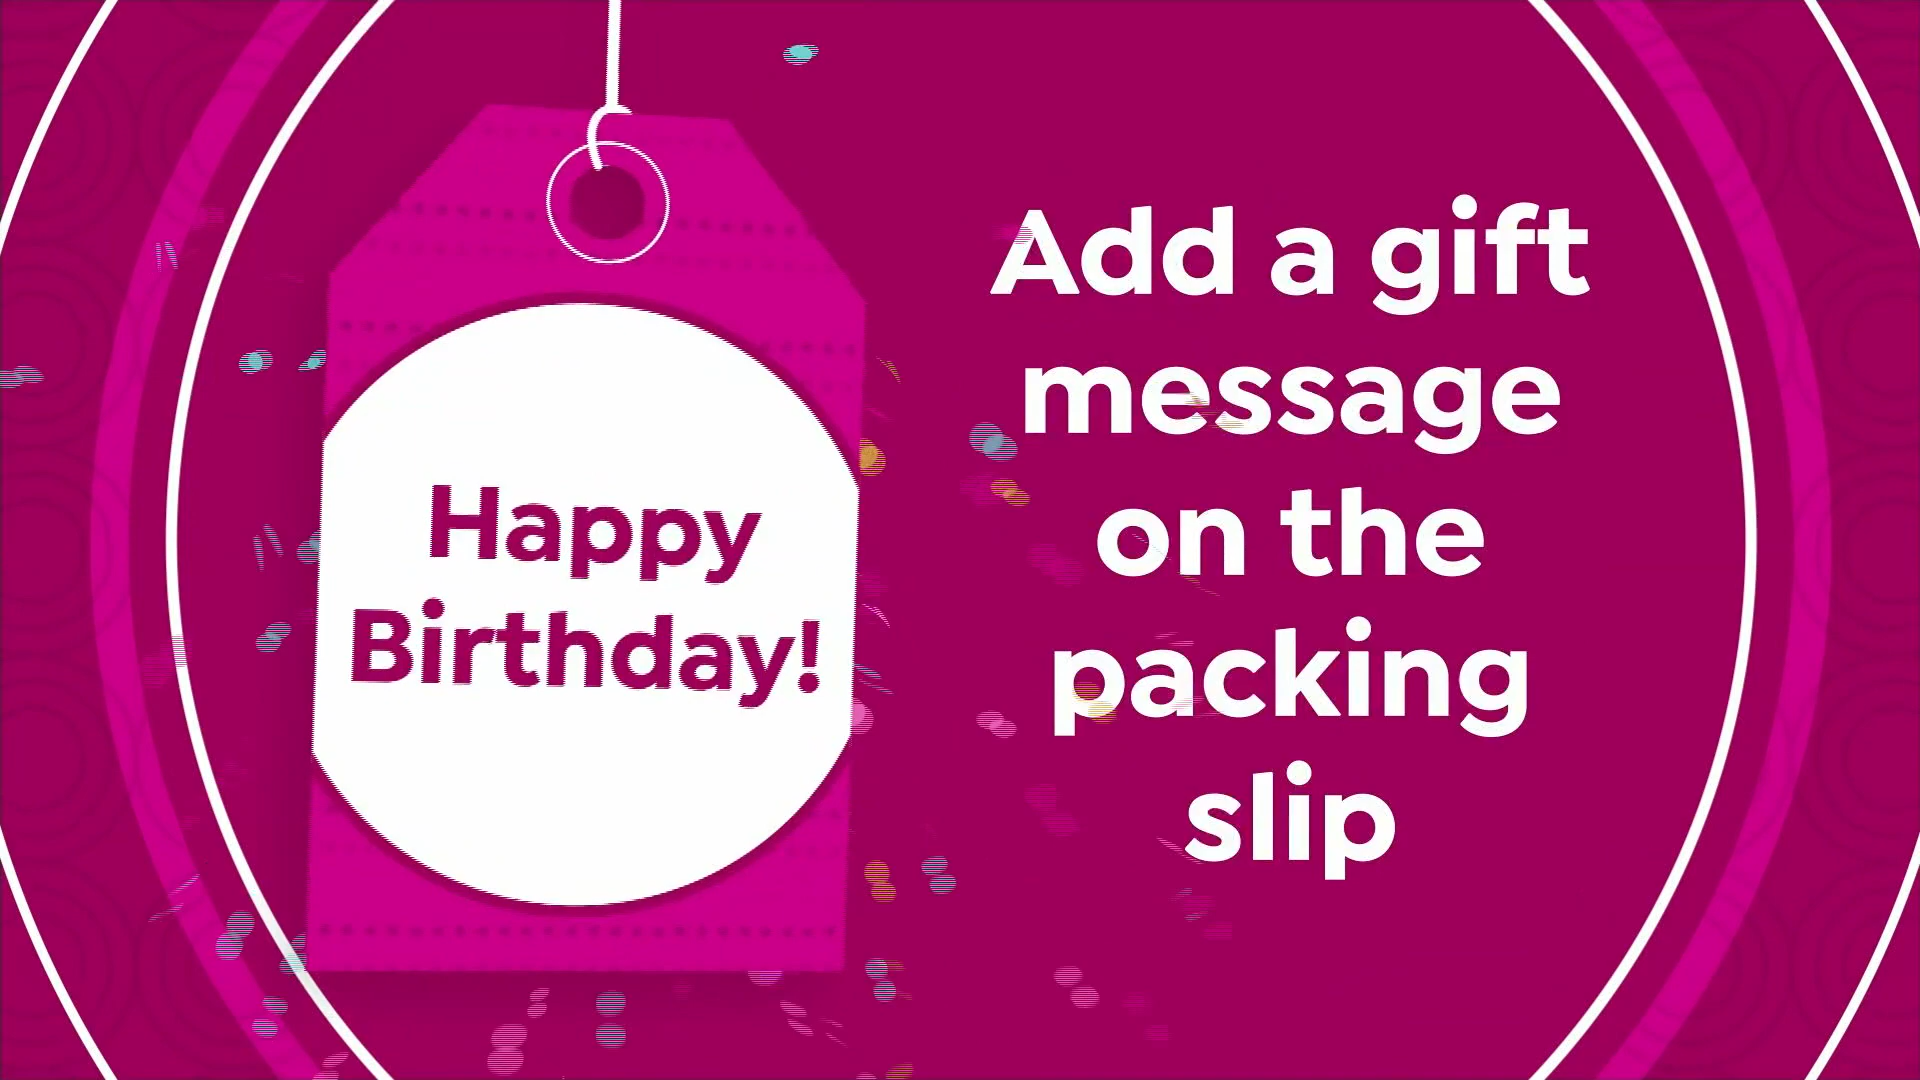 Happy
Birthday!
Add a gift
message
on the
packing
slip